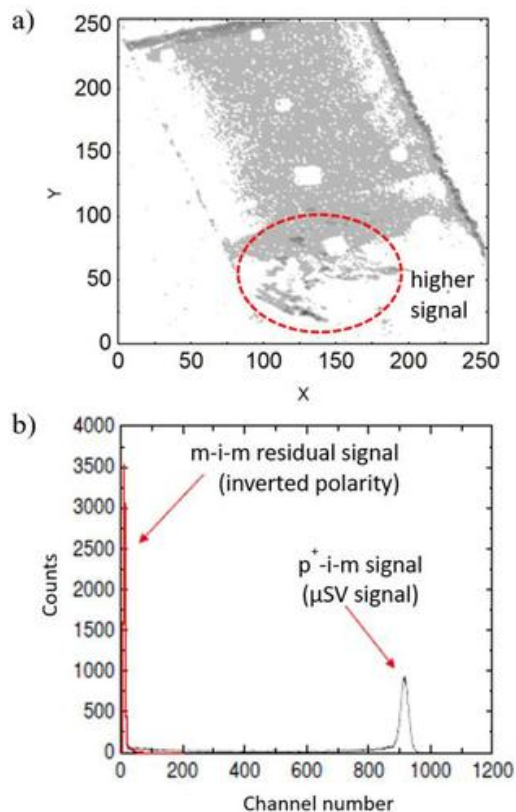 a)
250
200
150
100
50
0
Y
0 50 100 150 200 250
X
higher
signal
b)
4000
3500
3000
2500
2000
1500
1000
500
0
Counts
m-i-m residual signal
(inverted polarity)
p⁺-i-m signal
(µSV signal)
0 200 400 600 800 1000 1200
Channel number